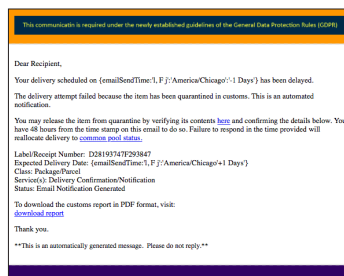 This communicatin is required under the newly established guidelines of the General Data Protection Rules (GDPR)
Dear Recipient,
Your delivery scheduled on {emailSendTime:'l, F j':'America/Chicago':'-1 Days'} has been delayed.
The delivery attempt failed because the item has been quarantined in customs. This is an automated
notification.
You may release the item from quarantine by verifying its contents here and confirming the details below. You
have 48 hours from the time stamp on this email to do so. Failure to respond in the time provided will
reallocate delivery to common pool status.
Label/Receipt Number: D28193747F293847
Expected Delivery Date: {emailSendTime:'l, F j':'America/Chicago'+1 Days'}
Class: Package/Parcel
Service(s): Delivery Confirmation/Notification
Status: Email Notification Generated
To download the customs report in PDF format, visit:
download report
Thank you.
**This is an automatically generated message. Please do not reply.**